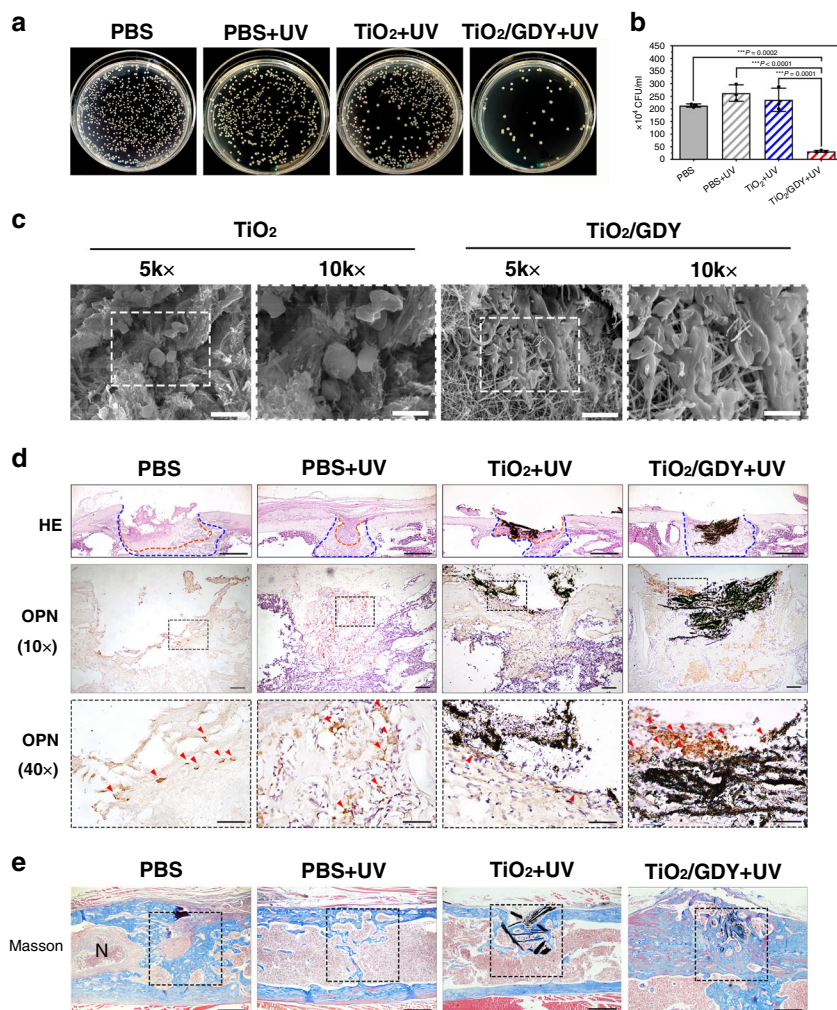 a
PBS PBS+UV TiO₂+UV TiO₂/GDY+UV
b
***P = 0.0002
***P < 0.0001
***P = 0.0001
×10⁴ CFU/ml
450
400
350
300
250
200
150
100
50
0
PBS PBS+UV TiO₂+UV TiO₂/GDY+UV
c
TiO₂ TiO₂/GDY
5k× 10k× 5k× 10k×
d
PBS PBS+UV TiO₂+UV TiO₂/GDY+UV
HE
OPN
(10×)
OPN
(40×)
e
PBS PBS+UV TiO₂+UV TiO₂/GDY+UV
Masson
N